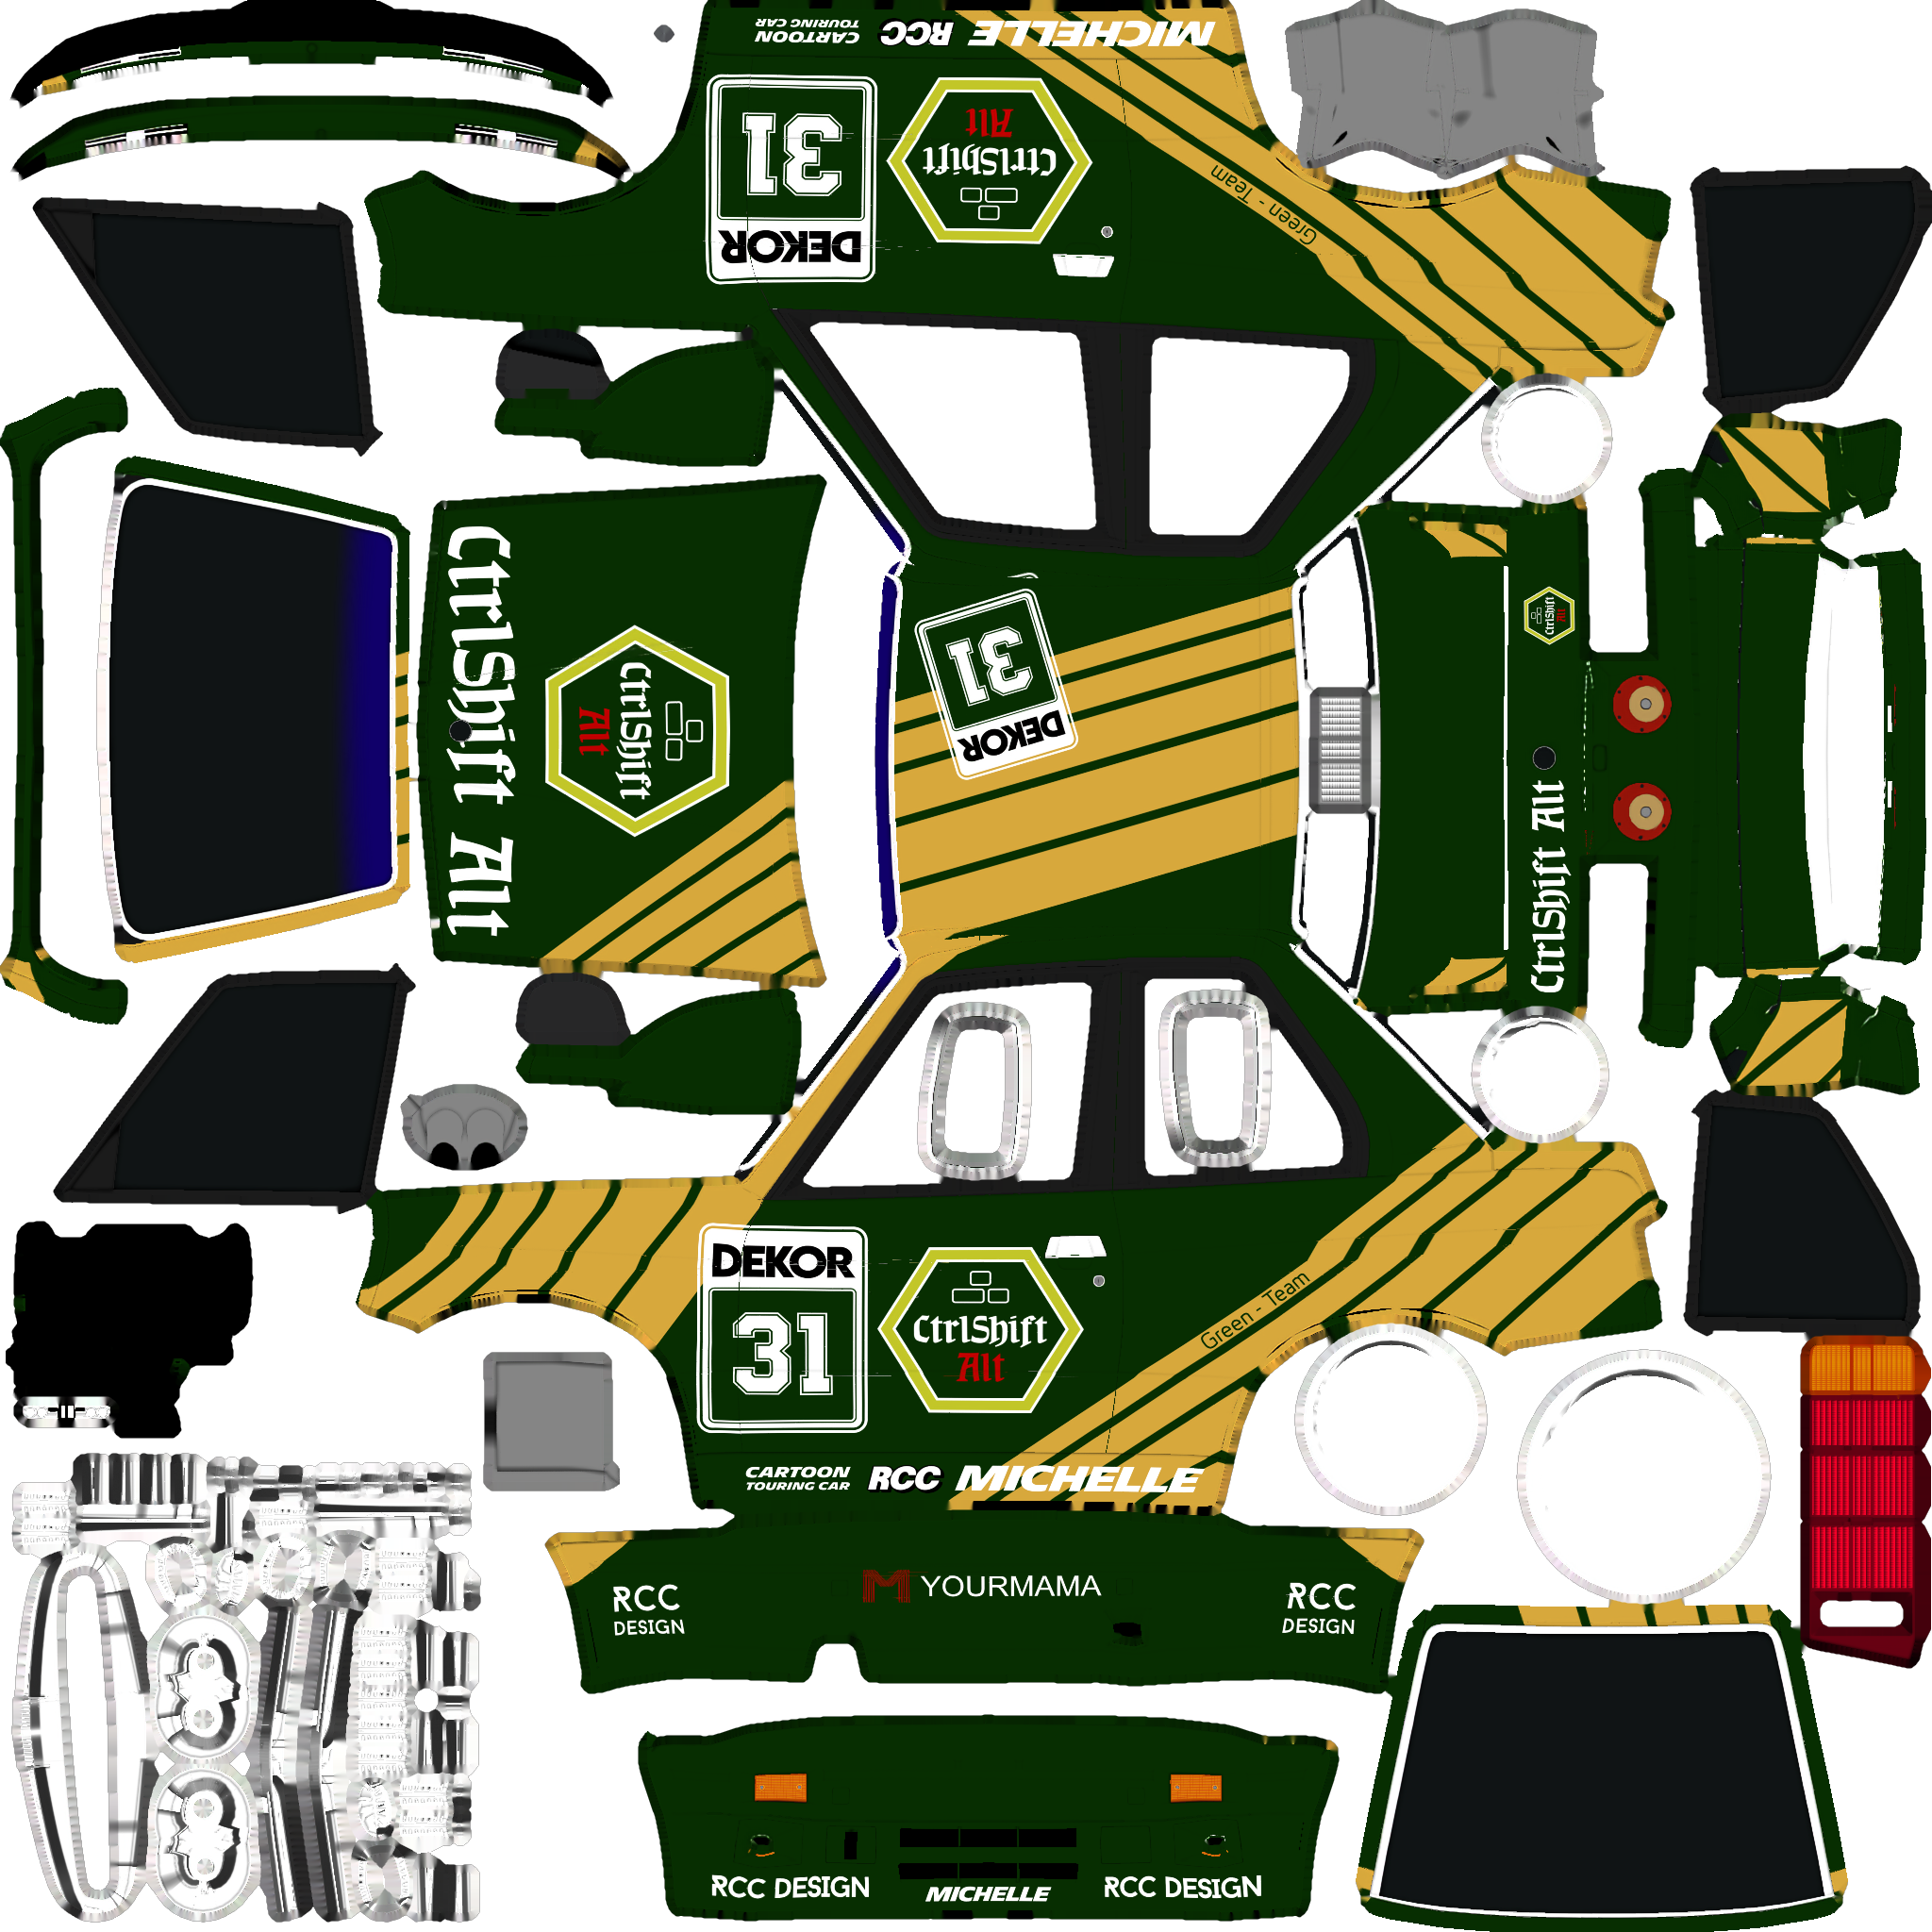 CARTOON
TOURING CAR
RCC
MICHELLE
31
DEKOR
CtrlShift
Alt
Green - Team
CtrlShift Alt
CtrlShift
Alt
31
DEKOR
CtrlShift
Alt
CtrlShift Alt
DEKOR
31
CtrlShift
Alt
Green - Team
CARTOON
TOURING CAR
RCC
MICHELLE
RCC
DESIGN
M YOURMAMA
RCC
DESIGN
RCC DESIGN
MICHELLE
RCC DESIGN